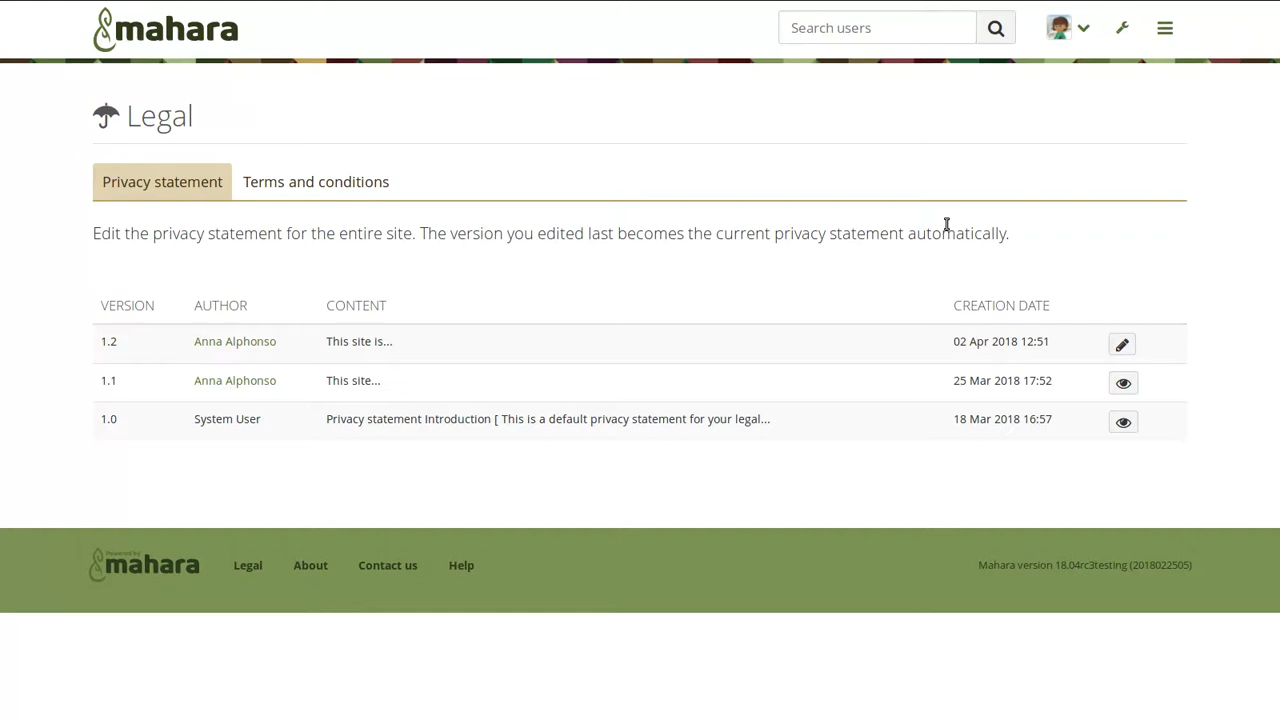 mahara
Search users
Legal
Privacy statement Terms and conditions
Edit the privacy statement for the entire site. The version you edited last becomes the current privacy statement automatically.
VERSION AUTHOR CONTENT CREATION DATE
1.2 Anna Alphonso This site is... 02 Apr 2018 12:51
1.1 Anna Alphonso This site... 25 Mar 2018 17:52
1.0 System User Privacy statement Introduction [ This is a default privacy statement for your legal... 18 Mar 2018 16:57
Powered by
mahara Legal About Contact us Help Mahara version 18.04rc3testing (2018022505)